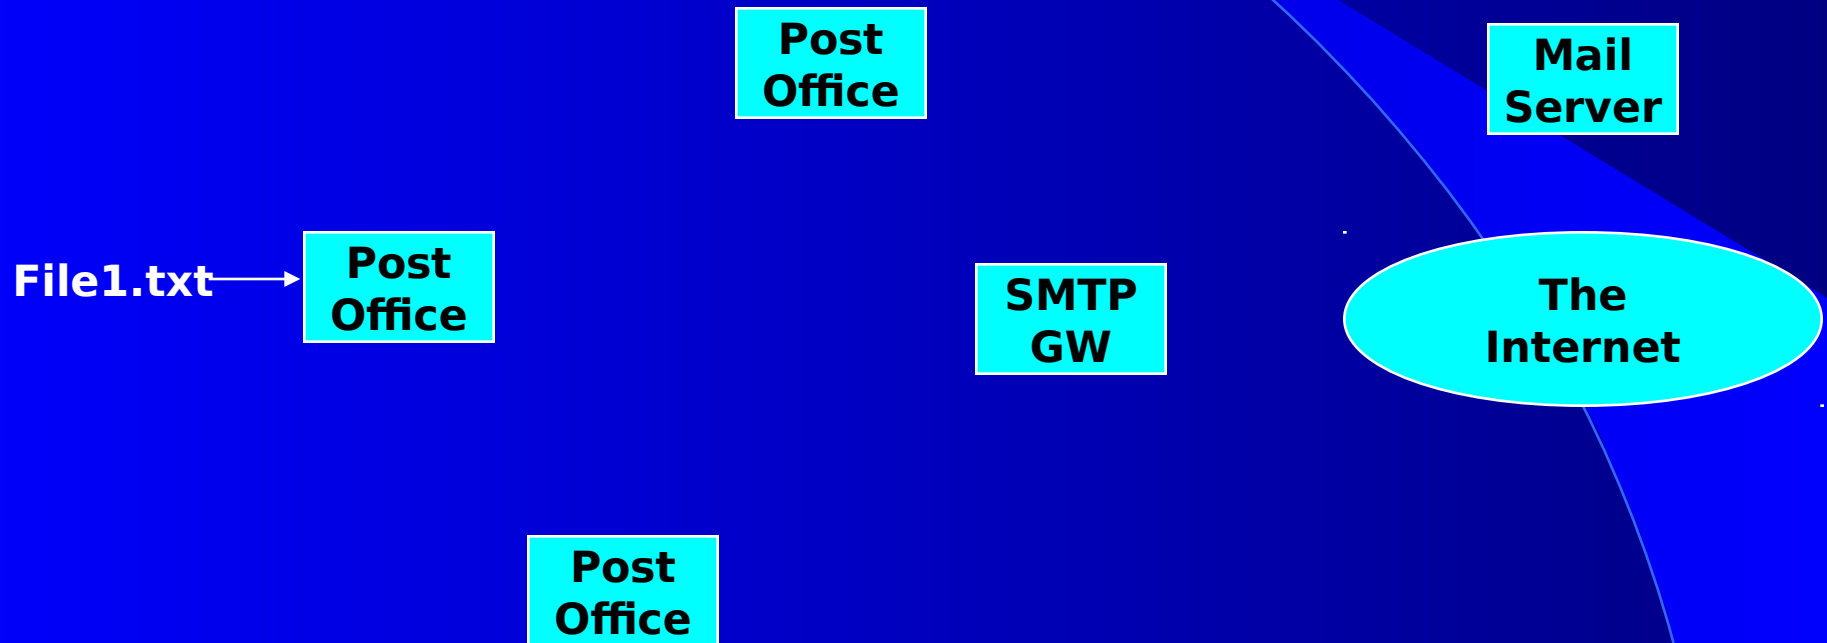 Post
Office
Mail
Server
File1.txt
Post
Office
SMTP
GW
The
Internet
Post
Office